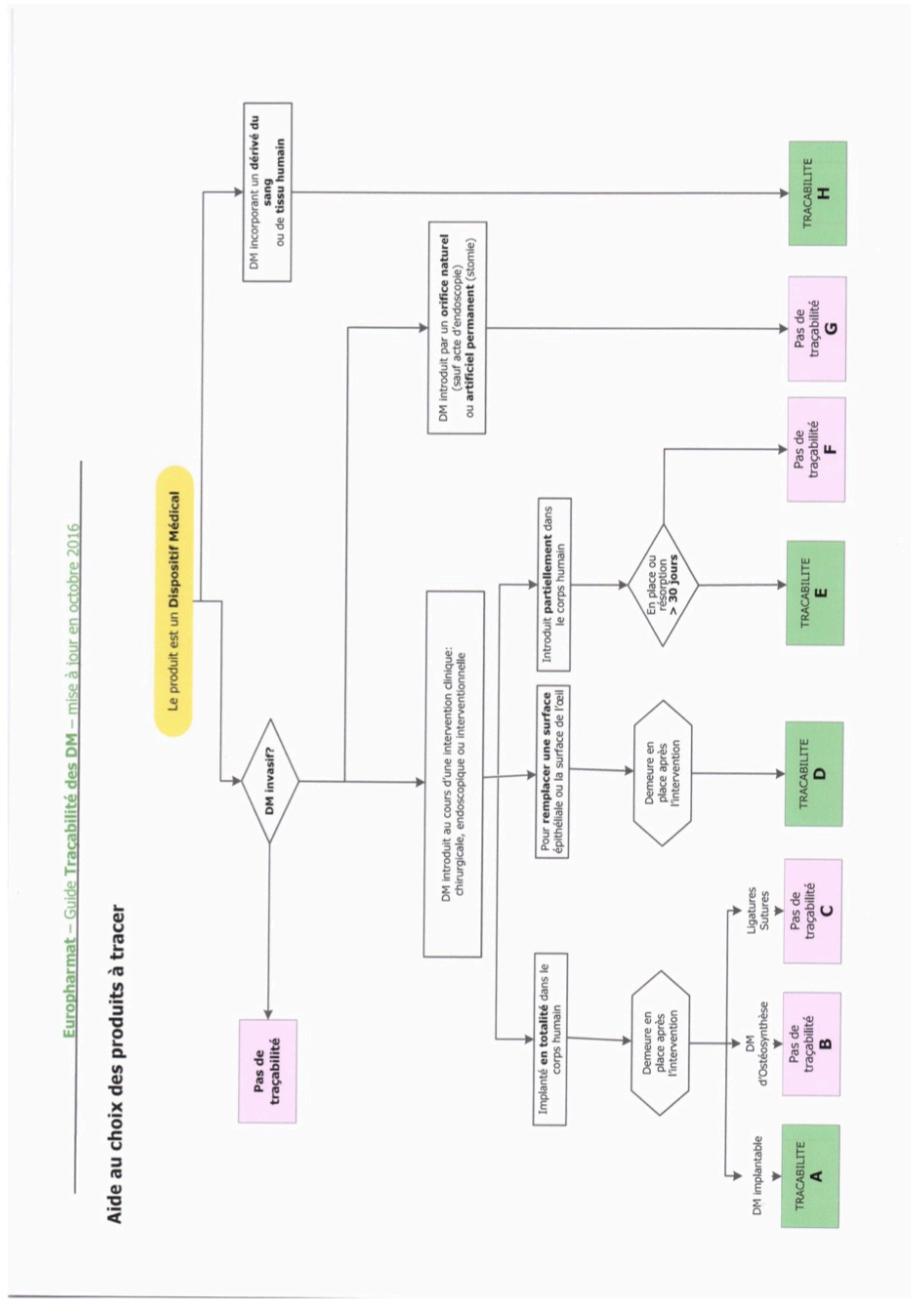 Europharmat – Guide Traçabilité des DM – mise à jour en octobre 2016
Aide au choix des produits à tracer
Le produit est un Dispositif Médical
DM invasif?
Pas de
traçabilité
DM incorporant un dérivé du
sang
ou de tissu humain
DM introduit au cours d'une intervention clinique:
chirurgicale, endoscopique ou interventionnelle
DM introduit par un orifice naturel
(sauf acte d'endoscopie)
ou artificiel permanent (stomie)
Implanté en totalité dans le
corps humain
Pour remplacer une surface
épithéliale ou la surface de l'œil
Introduit partiellement dans
le corps humain
Demeure en
place après
l'intervention
Demeure en
place après
l'intervention
En place ou
résorption
> 30 jours
DM implantable
DM
d'Ostéosynthèse
Ligatures
Sutures
TRACABILITE
A
Pas de
traçabilité
B
Pas de
traçabilité
C
TRACABILITE
D
TRACABILITE
E
Pas de
traçabilité
F
Pas de
traçabilité
G
TRACABILITE
H